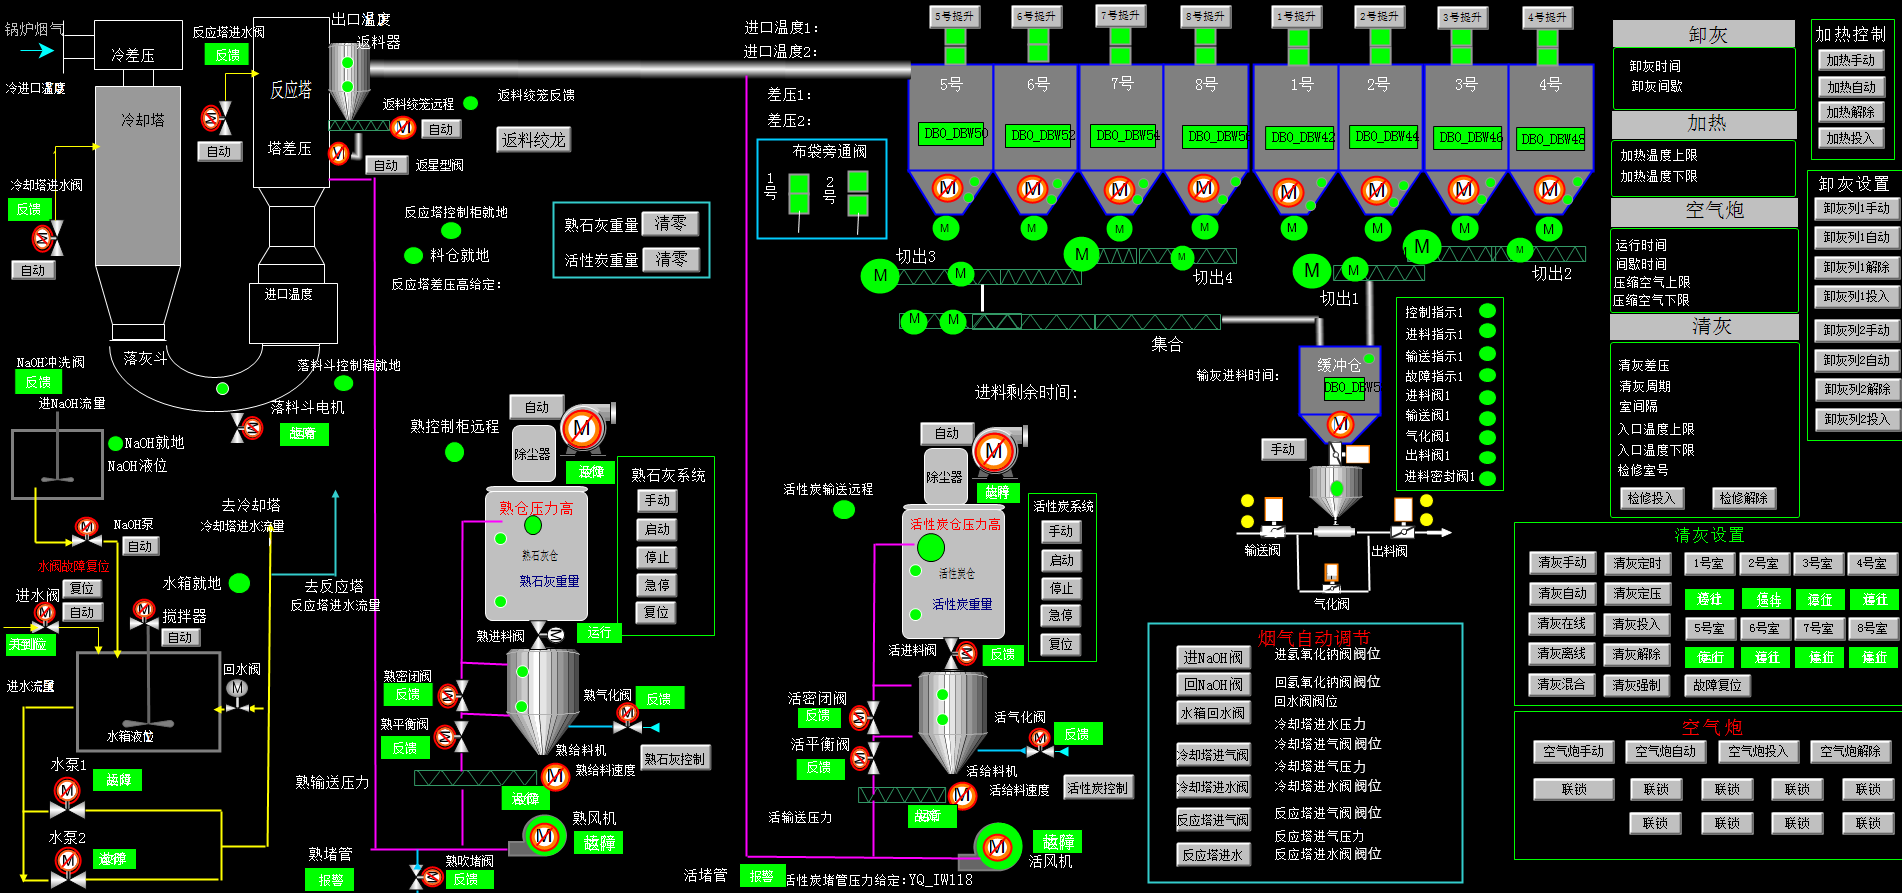 锅炉烟气
冷差压
冷进口温度
冷却塔
冷却塔进水阀
反馈
自动
反应塔进水阀
反馈
自动
出口温度
返料器
反应塔
塔差压
返料绞笼远程
返料绞笼反馈
自动
返料绞龙
自动
返星型阀
进口温度
落灰斗
反应塔控制柜就地
料仓就地
反应塔差压高给定:
熟石灰重量
清零
活性炭重量
清零
进口温度1:
进口温度2:
差压1:
差压2:
布袋旁通阀
1号
2号
5号提升
6号提升
7号提升
8号提升
1号提升
2号提升
3号提升
4号提升
5号
6号
7号
8号
1号
2号
3号
4号
DB0_DBW50
DB0_DBW52
DB0_DBW54
DB0_DBW5
DB0_DBW42
DB0_DBW44
DB0_DBW46
DB0_DBW48
切出3
切出4
切出1
切出2
集合
输灰进料时间:
进料剩余时间:
缓冲仓
DB0_DBW5
手动
输送阀
出料阀
气化阀
控制指示1
进料指示1
输送指示1
故障指示1
进料阀1
输送阀1
气化阀1
出料阀1
进料密封阀1
卸灰
卸灰时间
卸灰间歇
加热
加热温度上限
加热温度下限
空气炮
运行时间
间歇时间
压缩空气上限
压缩空气下限
清灰
清灰差压
清灰周期
室间隔
入口温度上限
入口温度下限
检修室号
检修投入
检修解除
加热控制
加热手动
加热自动
加热解除
加热投入
卸灰设置
卸灰列1手动
卸灰列1自动
卸灰列1解除
卸灰列1投入
卸灰列2手动
卸灰列2自动
卸灰列2解除
卸灰列2投入
清灰设置
清灰手动
清灰定时
1号室
2号室
3号室
4号室
清灰自动
清灰定压
清灰在线
清灰投入
5号室
6号室
7号室
8号室
清灰离线
清灰解除
清灰混合
清灰强制
故障复位
空气炮
空气炮手动
空气炮自动
空气炮投入
空气炮解除
联锁
联锁
联锁
联锁
联锁
联锁
联锁
联锁
联锁
NaOH冲洗阀
反馈
进NaOH流量
NaOH就地
NaOH液位
落料斗控制箱就地
落料斗电机
NaOH泵
自动
水阀故障复位
复位
进水阀
自动
去冷却塔
冷却塔进水流量
水箱就地
去反应塔
反应塔进水流量
搅拌器
自动
回水阀
进水流量
水箱液位
水泵1
水泵2
熟控制柜远程
自动
除尘器
熟仓压力高
熟石灰仓
熟石灰重量
熟石灰系统
手动
启动
停止
急停
复位
熟进料阀
运行
熟密闭阀
反馈
熟平衡阀
反馈
熟气化阀
反馈
熟给料机
熟给料速度
熟石灰控制
熟输送压力
熟风机
熟堵管
报警
熟吹堵阀
反馈
活性炭输送远程
自动
除尘器
活性炭仓压力高
活性炭仓
活性炭重量
活性炭系统
手动
启动
停止
急停
复位
活进料阀
反馈
活密闭阀
反馈
活平衡阀
反馈
活气化阀
反馈
活给料机
活给料速度
活性炭控制
活输送压力
活风机
活堵管
报警
活性炭堵管压力给定:YQ_IW118
烟气自动调节
进NaOH阀
进氢氧化钠阀阀位
回NaOH阀
回氢氧化钠阀阀位
水箱回水阀
回水阀阀位
冷却塔进水压力
冷却塔进气阀
冷却塔进气阀阀位
冷却塔进气压力
冷却塔进水阀
冷却塔进水阀阀位
反应塔进气阀
反应塔进气阀阀位
反应塔进气压力
反应塔进水
反应塔进水阀阀位